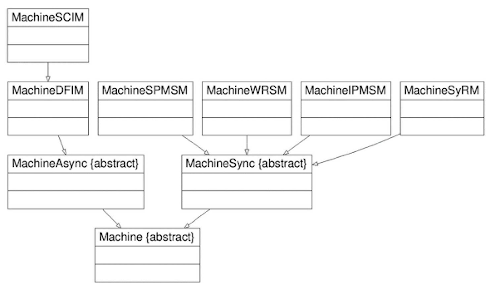 MachineSCIM
MachineDFIM
MachineSPMSM
MachineWRSM
MachineIPMSM
MachineSyRM
MachineAsync {abstract}
MachineSync {abstract}
Machine {abstract}